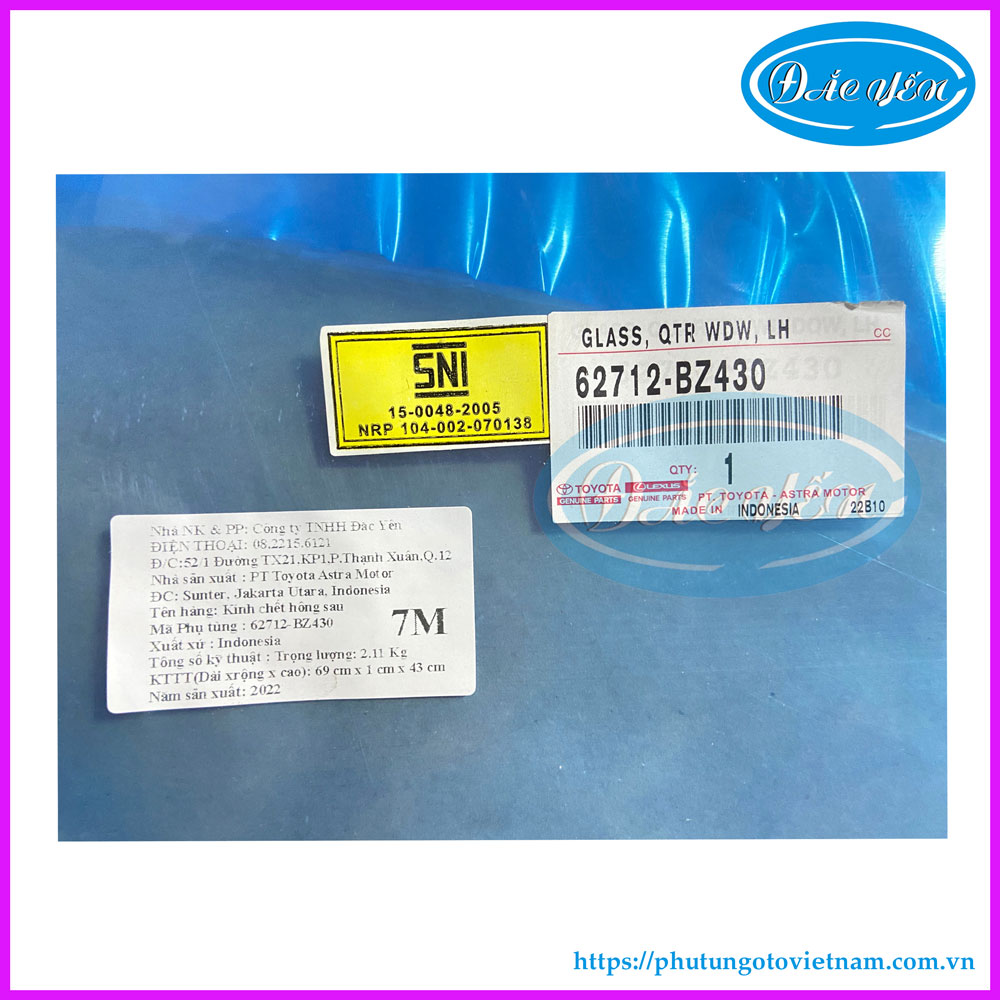 ĐẮC YẾN
SNI
15-0048-2005
NRP 104-002-070138
GLASS, QTR WDW, LH
CC
62712-BZ430
QTY: 1
TOYOTA
GENUINE PARTS
LEXUS
GENUINE PARTS
PT. TOYOTA - ASTRA MOTOR
MADE IN INDONESIA 22B10
ĐẮC YẾN
Nhà NK & PP: Công ty TNHH Đắc Yến
ĐIỆN THOẠI: 08.2215.6121
Đ/C:52/1 Đường TX21.KP1.P.Thạnh Xuân,Q.12
Nhà sản xuất : PT Toyota Astra Motor
ĐC: Sunter, Jakarta Utara, Indonesia
Tên hàng: Kính chết hông sau
Mã Phụ tùng : 62712-BZ430
7M
Xuất xứ : Indonesia
Tông số kỹ thuật : Trọng lượng: 2.11 Kg
KTTT(Dài xrộng x cao): 69 cm x 1 cm x 43 cm
Năm sản xuất: 2022
https://phutungotovietnam.com.vn